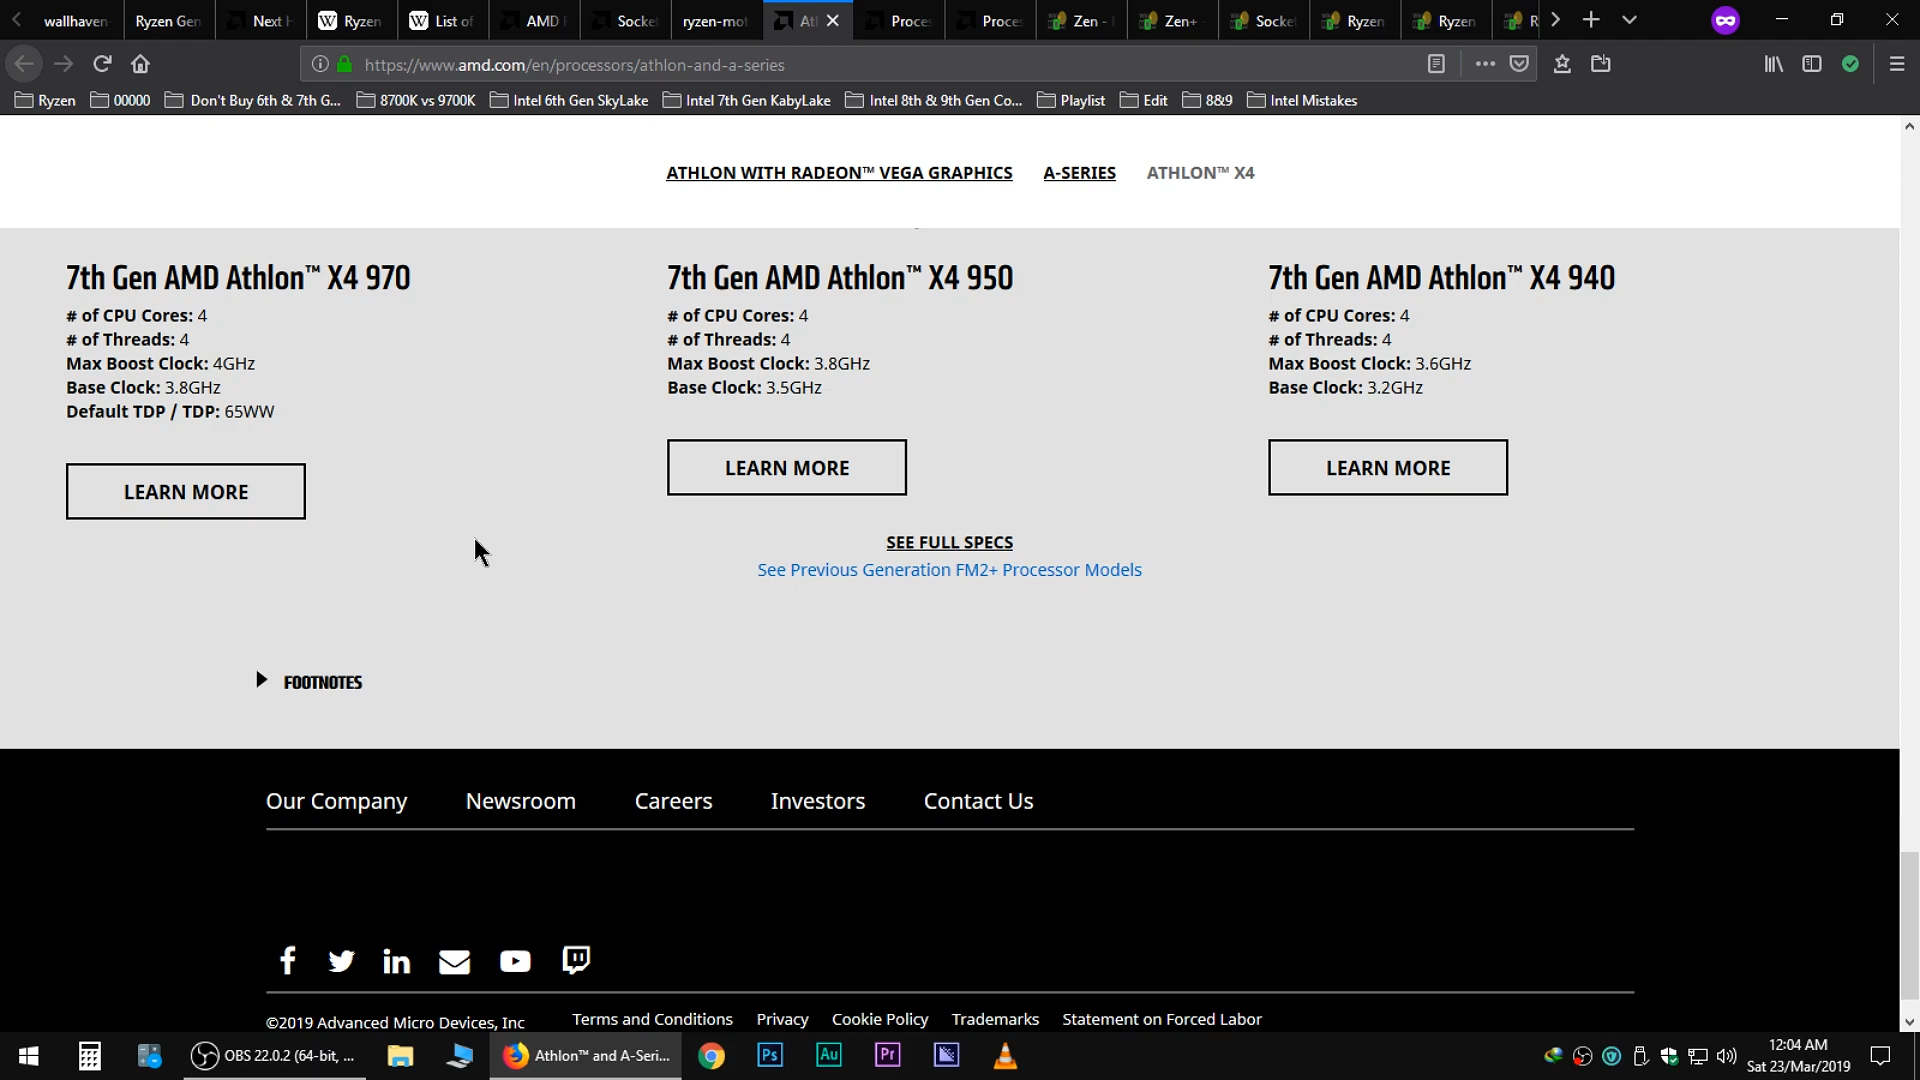 wallhaven-
Ryzen Gen
Next H
Ryzen
List of
AMD F
Socket
ryzen-mot
Ath
Proces
Proces
Zen -
Zen+
Socket
Ryzen
Ryzen
R
https://www.amd.com/en/processors/athlon-and-a-series
Ryzen
00000
Don't Buy 6th & 7th G...
8700K vs 9700K
Intel 6th Gen SkyLake
Intel 7th Gen KabyLake
Intel 8th & 9th Gen Co...
Playlist
Edit
8&9
Intel Mistakes
ATHLON WITH RADEON™ VEGA GRAPHICS
A-SERIES
ATHLON™ X4
7th Gen AMD Athlon™ X4 970
# of CPU Cores: 4
# of Threads: 4
Max Boost Clock: 4GHz
Base Clock: 3.8GHz
Default TDP / TDP: 65WW
LEARN MORE
7th Gen AMD Athlon™ X4 950
# of CPU Cores: 4
# of Threads: 4
Max Boost Clock: 3.8GHz
Base Clock: 3.5GHz
LEARN MORE
7th Gen AMD Athlon™ X4 940
# of CPU Cores: 4
# of Threads: 4
Max Boost Clock: 3.6GHz
Base Clock: 3.2GHz
LEARN MORE
SEE FULL SPECS
See Previous Generation FM2+ Processor Models
FOOTNOTES
Our Company
Newsroom
Careers
Investors
Contact Us
©2019 Advanced Micro Devices, Inc
Terms and Conditions
Privacy
Cookie Policy
Trademarks
Statement on Forced Labor
OBS 22.0.2 (64-bit, ...
Athlon™ and A-Seri...
Ps
Au
Pr
12:04 AM
Sat 23/Mar/2019